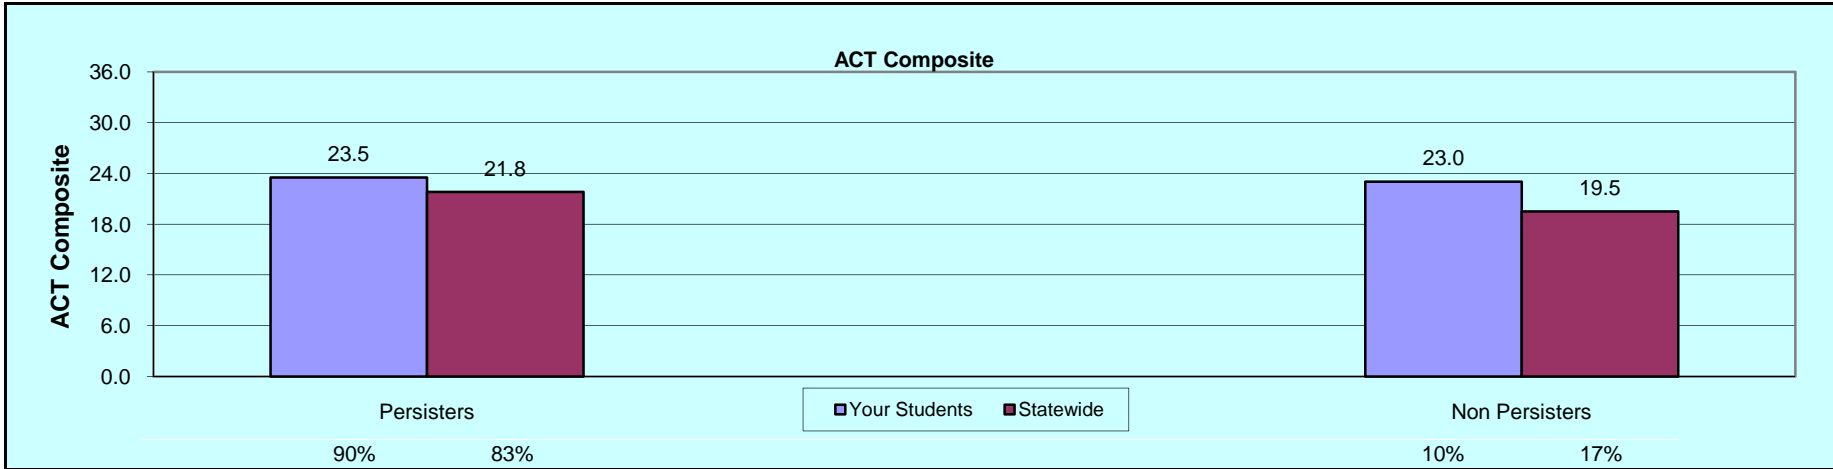 ACT Composite
ACT Composite
36.0
30.0
24.0
18.0
12.0
6.0
0.0
23.5
21.8
23.0
19.5
Persisters
Your Students Statewide
Non Persisters
90% 83% 10% 17%